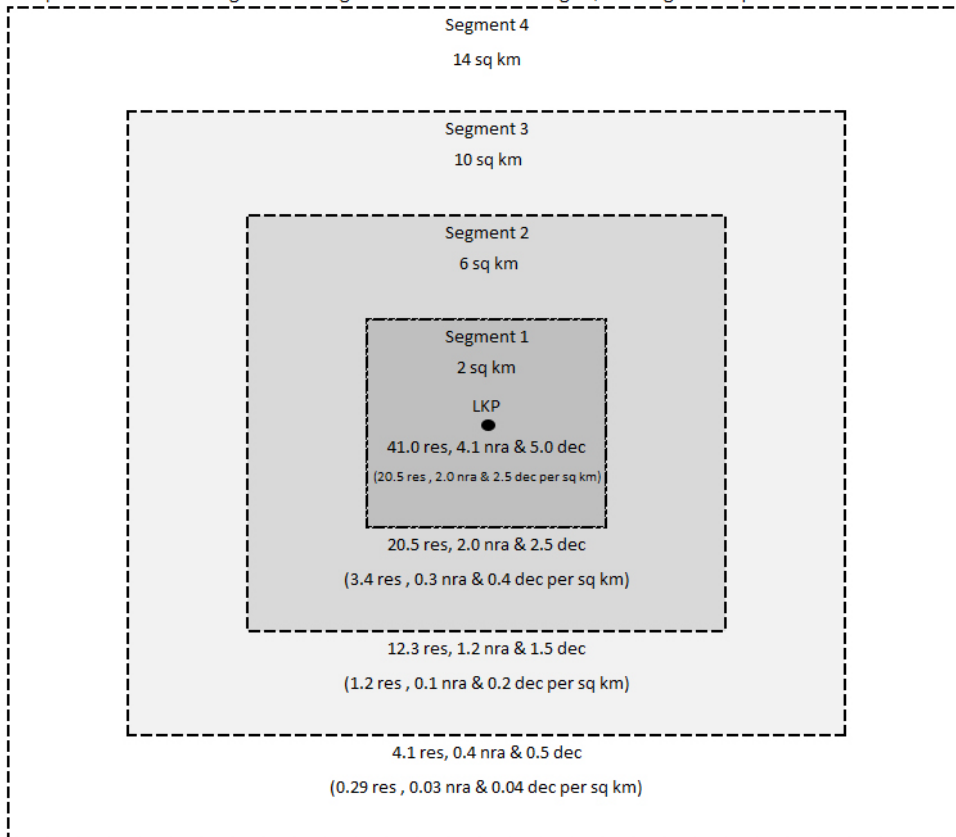 Segment 4
14 sq km
Segment 3
10 sq km
Segment 2
6 sq km
Segment 1
2 sq km
LKP
41.0 res, 4.1 nra & 5.0 dec
(20.5 res , 2.0 nra & 2.5 dec per sq km)
20.5 res, 2.0 nra & 2.5 dec
(3.4 res , 0.3 nra & 0.4 dec per sq km)
12.3 res, 1.2 nra & 1.5 dec
(1.2 res , 0.1 nra & 0.2 dec per sq km)
4.1 res, 0.4 nra & 0.5 dec
(0.29 res , 0.03 nra & 0.04 dec per sq km)